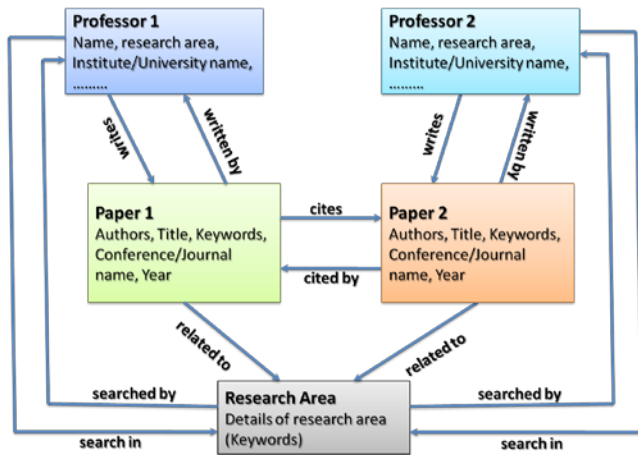 Professor 1
Name, research area,
Institute/University name,
.........
Professor 2
Name, research area,
Institute/University name,
.........
writes
written by
writes
written by
Paper 1
Authors, Title, Keywords,
Conference/Journal
name, Year
cites
cited by
Paper 2
Authors, Title, Keywords,
Conference/Journal
name, Year
related to
related to
searched by
search in
Research Area
Details of research area
(Keywords)
searched by
search in